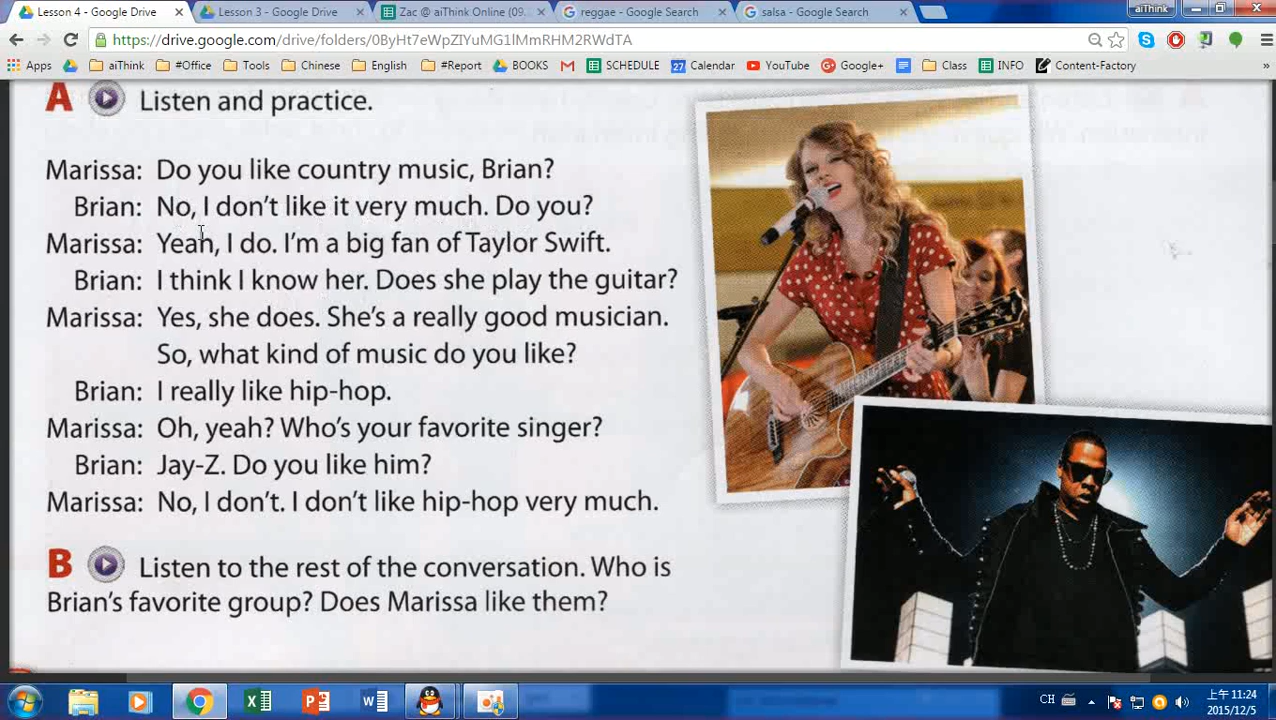 Lesson 4 - Google Drive
Lesson 3 - Google Drive
Zac @ aiThink Online (09.
reggae - Google Search
salsa - Google Search
aiThink
https://drive.google.com/drive/folders/0ByHt7eWpZIYuMG1lMmRHM2RWdTA
Apps
aiThink
#Office
Tools
Chinese
English
#Report
BOOKS
SCHEDULE
27 Calendar
YouTube
Google+
Class
INFO
Content-Factory
»
A Listen and practice.
Marissa: Do you like country music, Brian?
Brian: No, I don't like it very much. Do you?
Marissa: Yeah, I do. I'm a big fan of Taylor Swift.
Brian: I think I know her. Does she play the guitar?
Marissa: Yes, she does. She's a really good musician.
So, what kind of music do you like?
Brian: I really like hip-hop.
Marissa: Oh, yeah? Who's your favorite singer?
Brian: Jay-Z. Do you like him?
Marissa: No, I don't. I don't like hip-hop very much.
B Listen to the rest of the conversation. Who is
Brian's favorite group? Does Marissa like them?
CH
上午 11:24
2015/12/5